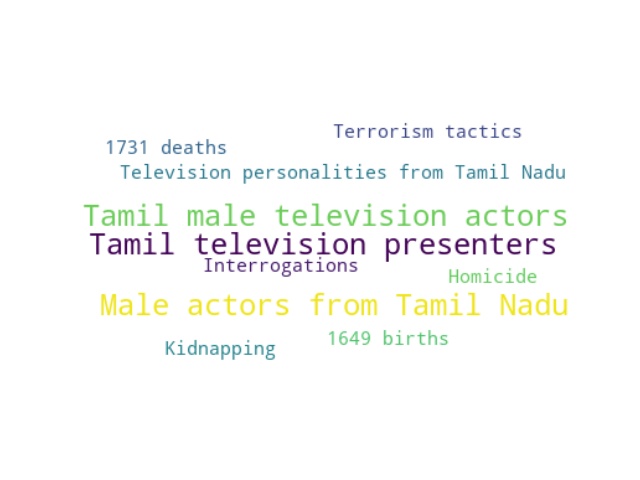 Terrorism tactics
1731 deaths
Television personalities from Tamil Nadu
Tamil male television actors
Tamil television presenters
Interrogations
Homicide
Male actors from Tamil Nadu
1649 births
Kidnapping